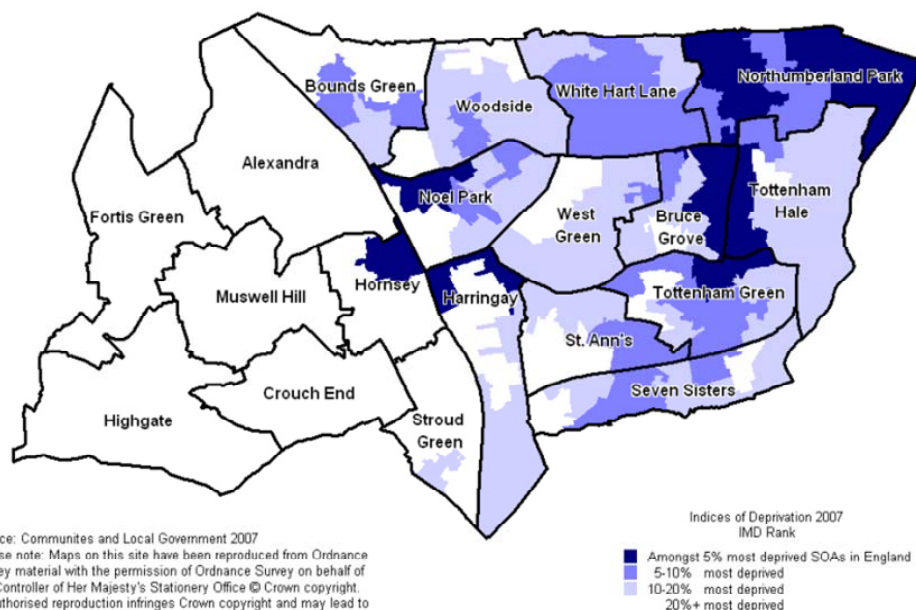 Northumberland Park
Bounds Green
White Hart Lane
Woodside
Alexandra
Noel Park
Tottenham
Hale
Fortis Green
West
Green
Bruce
Grove
Hornsey
Muswell Hill
Harringay
Tottenham Green
St. Ann's
Seven Sisters
Crouch End
Highgate
Stroud
Green
ce: Communites and Local Government 2007
se note: Maps on this site have been reproduced from Ordnance
ey material with the permission of Ordnance Survey on behalf of
Controller of Her Majesty's Stationery Office © Crown copyright.
uthorised reproduction infringes Crown copyright and may lead to
Indices of Deprivation 2007
IMD Rank
Amongst 5% most deprived SOAs in England
5-10% most deprived
10-20% most deprived
20%+ most deprived